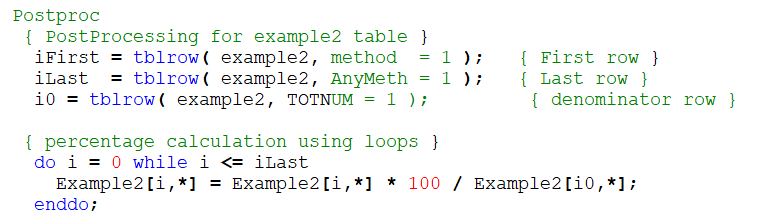 Postproc
{ PostProcessing for example2 table }
iFirst = tblrow( example2, method = 1 ); { First row }
iLast = tblrow( example2, AnyMeth = 1 ); { Last row }
i0 = tblrow( example2, TOTNUM = 1 ); { denominator row }
{ percentage calculation using loops }
do i = 0 while i <= iLast
Example2[i,*] = Example2[i,*] * 100 / Example2[i0,*];
enddo;